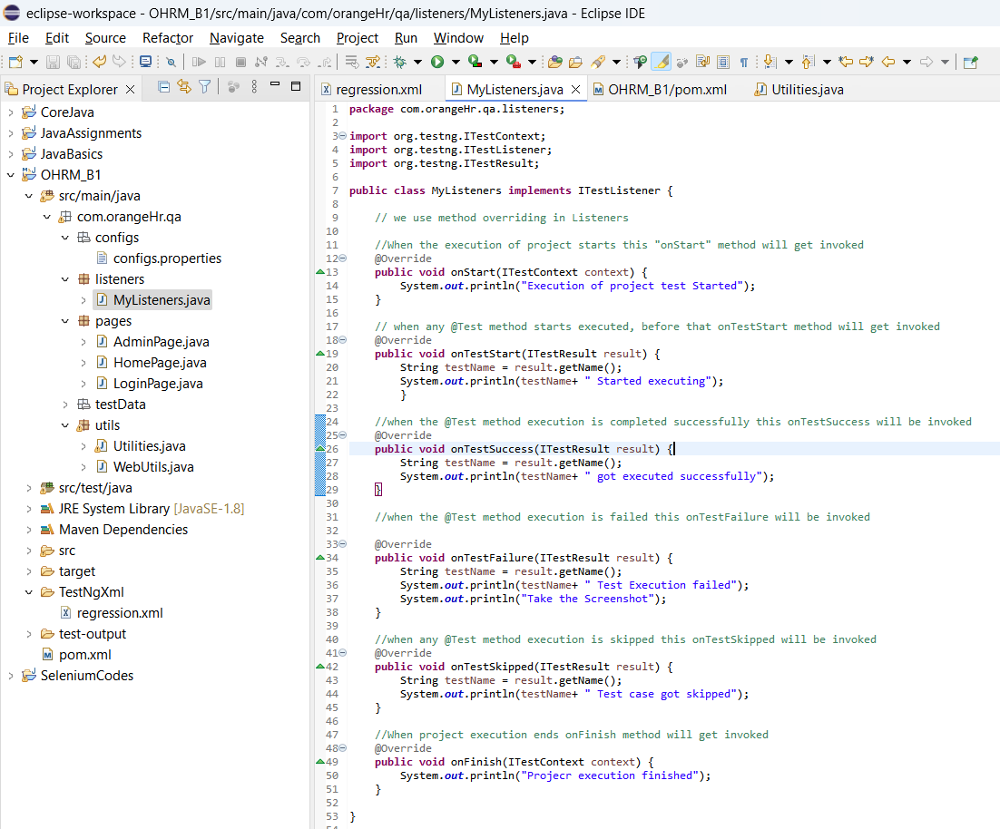 eclipse-workspace - OHRM_B1/src/main/java/com/orangeHr/qa/listeners/MyListeners.java - Eclipse IDE
File Edit Source Refactor Navigate Search Project Run Window Help
Project Explorer
CoreJava
JavaAssignments
JavaBasics
OHRM_B1
src/main/java
com.orangeHr.qa
configs
configs.properties
listeners
MyListeners.java
pages
AdminPage.java
HomePage.java
LoginPage.java
testData
utils
Utilities.java
WebUtils.java
src/test/java
JRE System Library [JavaSE-1.8]
Maven Dependencies
src
target
TestNgXml
regression.xml
test-output
pom.xml
SeleniumCodes
regression.xml MyListeners.java OHRM_B1/pom.xml Utilities.java
1 package com.orangeHr.qa.listeners;
2
3 import org.testng.ITestContext;
4 import org.testng.ITestListener;
5 import org.testng.ITestResult;
6
7 public class MyListeners implements ITestListener {
8
9 // we use method overriding in Listeners
10
11 //When the execution of project starts this "onStart" method will get invoked
12 @Override
13 public void onStart(ITestContext context) {
14 System.out.println("Execution of project test Started");
15 }
16
17 // when any @Test method starts executed, before that onTestStart method will get invoked
18 @Override
19 public void onTestStart(ITestResult result) {
20 String testName = result.getName();
21 System.out.println(testName+ " Started executing");
22 }
23
24 //when the @Test method execution is completed successfully this onTestSuccess will be invoked
25 @Override
26 public void onTestSuccess(ITestResult result) {
27 String testName = result.getName();
28 System.out.println(testName+ " got executed successfully");
29 }
30
31 //when the @Test method execution is failed this onTestFailure will be invoked
32
33 @Override
34 public void onTestFailure(ITestResult result) {
35 String testName = result.getName();
36 System.out.println(testName+ " Test Execution failed");
37 System.out.println("Take the Screenshot");
38 }
39
40 //when any @Test method execution is skipped this onTestSkipped will be invoked
41 @Override
42 public void onTestSkipped(ITestResult result) {
43 String testName = result.getName();
44 System.out.println(testName+ " Test case got skipped");
45 }
46
47 //When project execution ends onFinish method will get invoked
48 @Override
49 public void onFinish(ITestContext context) {
50 System.out.println("Projecr execution finished");
51 }
52
53 }